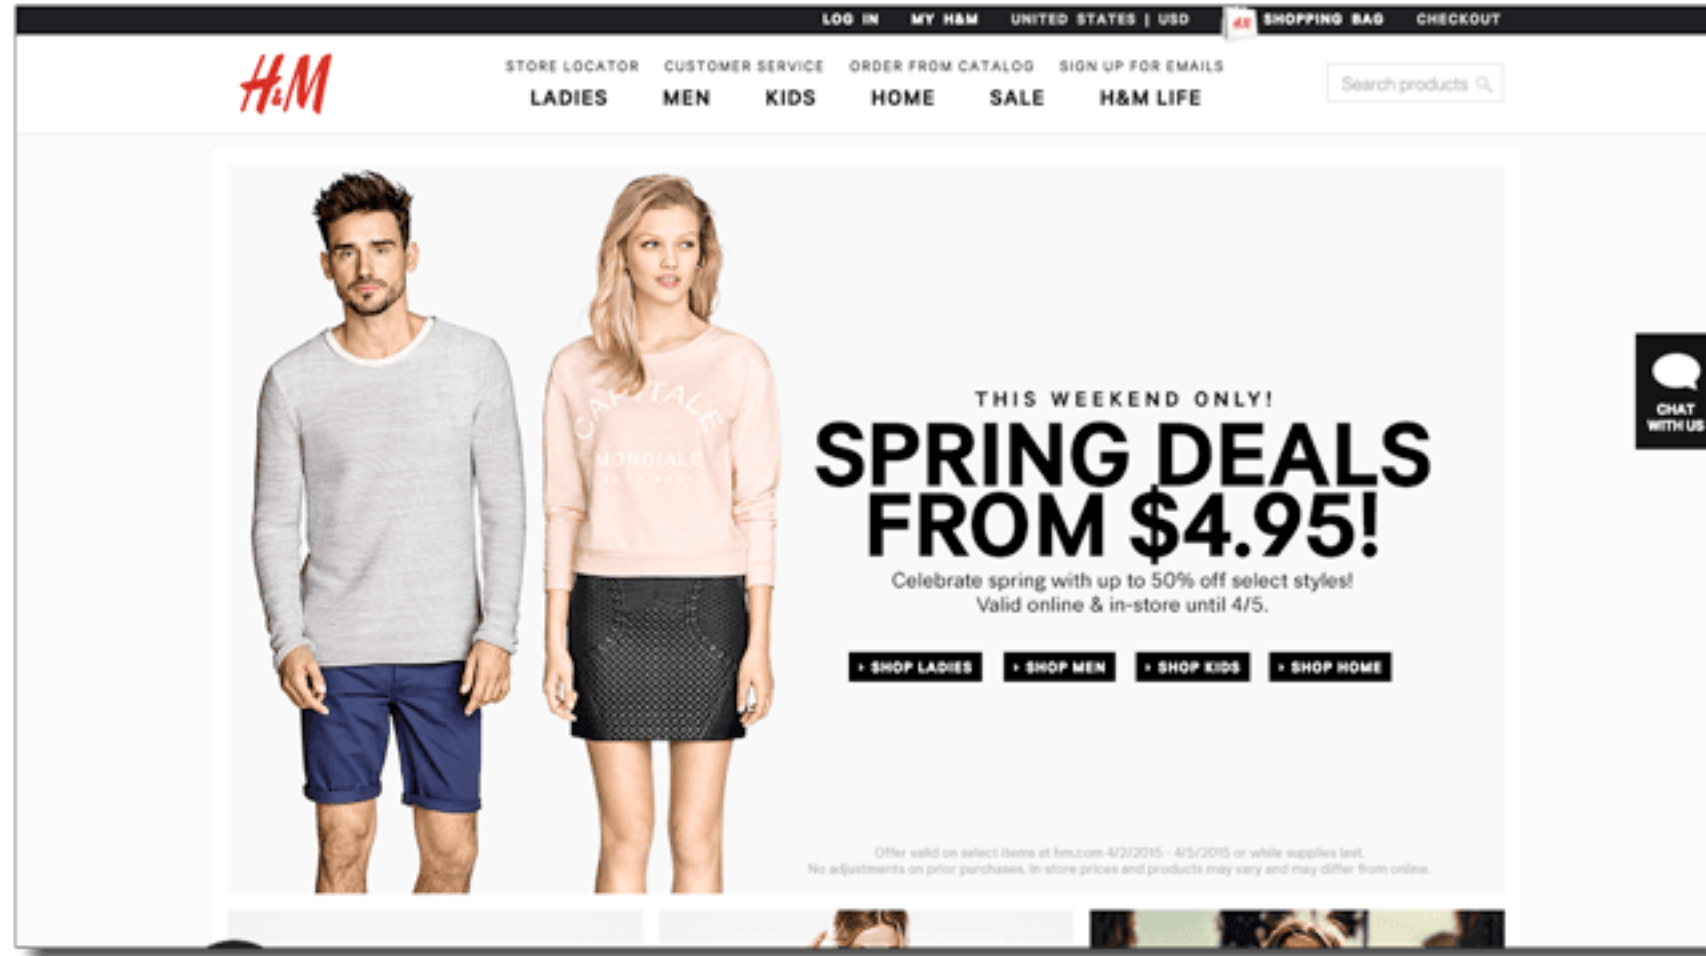 LOG IN MY H&M UNITED STATES | USD H&M SHOPPING BAG CHECKOUT
H&M
STORE LOCATOR CUSTOMER SERVICE ORDER FROM CATALOG SIGN UP FOR EMAILS
LADIES MEN KIDS HOME SALE H&M LIFE
Search products
CAPITALE
MONDIALE
THIS WEEKEND ONLY!
SPRING DEALS
FROM $4.95!
Celebrate spring with up to 50% off select styles!
Valid online & in-store until 4/5.
› SHOP LADIES › SHOP MEN › SHOP KIDS › SHOP HOME
CHAT
WITH US
Offer valid on select items at hm.com 4/2/2015 - 4/5/2015 or while supplies last.
No adjustments on prior purchases. In-store prices and products may vary and may differ from online.